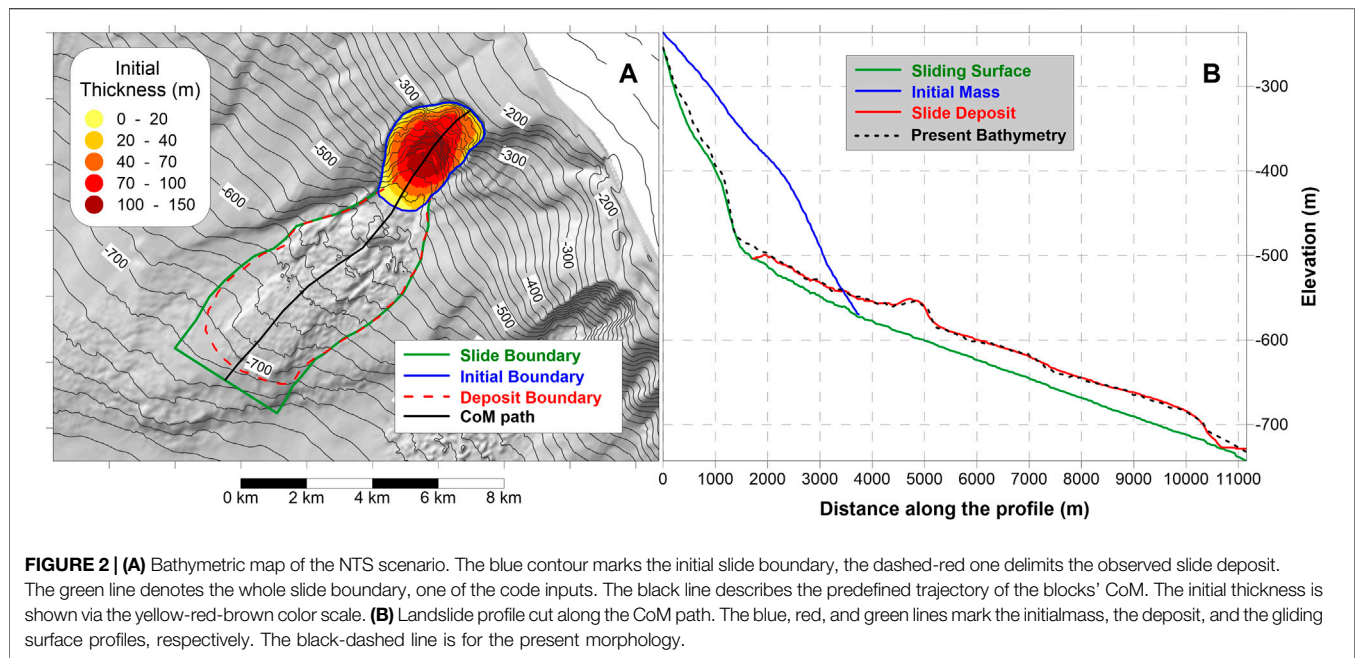 Initial
Thickness (m)
0 - 20
20 - 40
40 - 70
70 - 100
100 - 150
A
-300
-200
-500
-300
-200
-600
-700
-300
-400
-500
-700
Slide Boundary
Initial Boundary
Deposit Boundary
CoM path
0 km 2 km 4 km 6 km 8 km
B
Sliding Surface
Initial Mass
Slide Deposit
Present Bathymetry
-300
-400
-500
-600
-700
Elevation (m)
0 1000 2000 3000 4000 5000 6000 7000 8000 9000 10000 11000
Distance along the profile (m)
FIGURE 2 | (A) Bathymetric map of the NTS scenario. The blue contour marks the initial slide boundary, the dashed-red one delimits the observed slide deposit.
The green line denotes the whole slide boundary, one of the code inputs. The black line describes the predefined trajectory of the blocks' CoM. The initial thickness is
shown via the yellow-red-brown color scale. (B) Landslide profile cut along the CoM path. The blue, red, and green lines mark the initialmass, the deposit, and the gliding
surface profiles, respectively. The black-dashed line is for the present morphology.